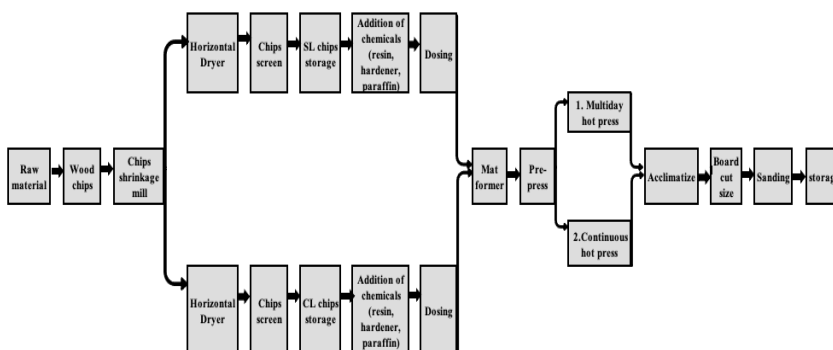 Horizontal
Dryer
Chips
screen
SL chips
storage
Addition of
chemicals
(resin,
hardener,
paraffin)
Dosing
Raw
material
Wood
chips
Chips
shrinkage
mill
Mat
former
Pre-
press
1. Multiday
hot press
2.Continuous
hot press
Acclimatize
Board
cut
size
Sanding
storag
Horizontal
Dryer
Chips
screen
CL chips
storage
Addition of
chemicals
(resin,
hardener,
paraffin)
Dosing